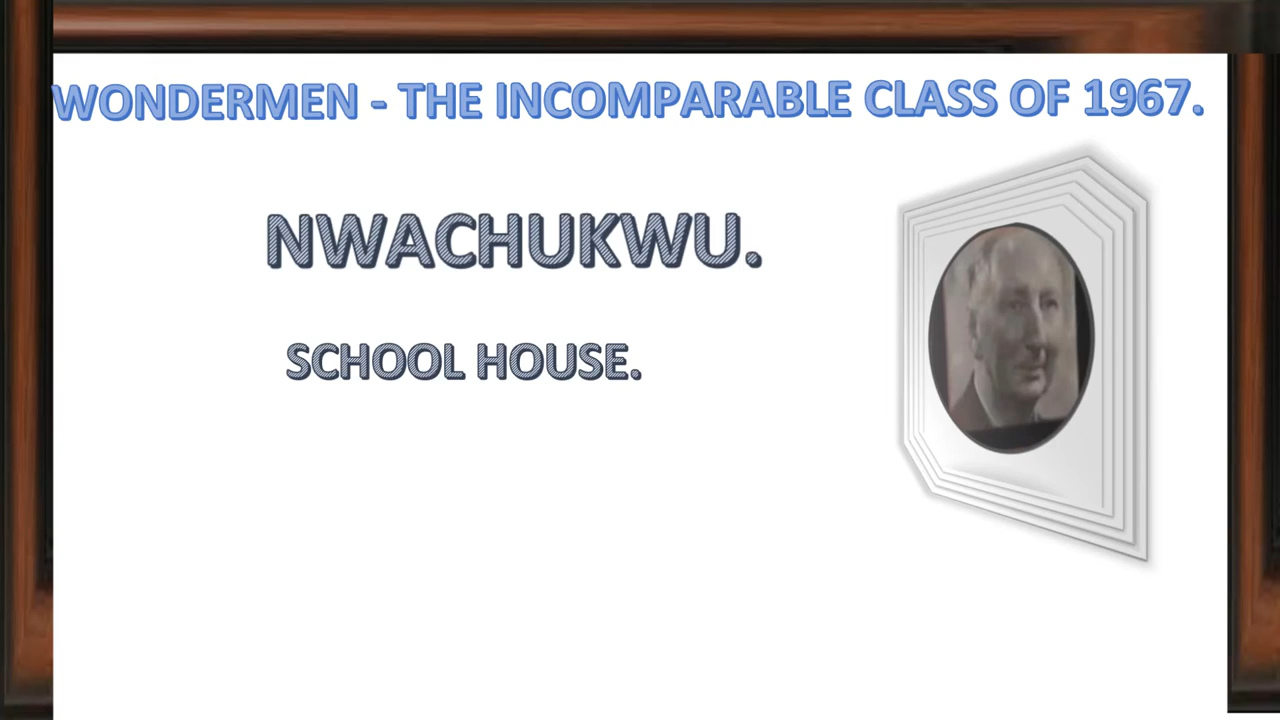 WONDERMEN - THE INCOMPARABLE CLASS OF 1967.
NWACHUKWU.
SCHOOL HOUSE.